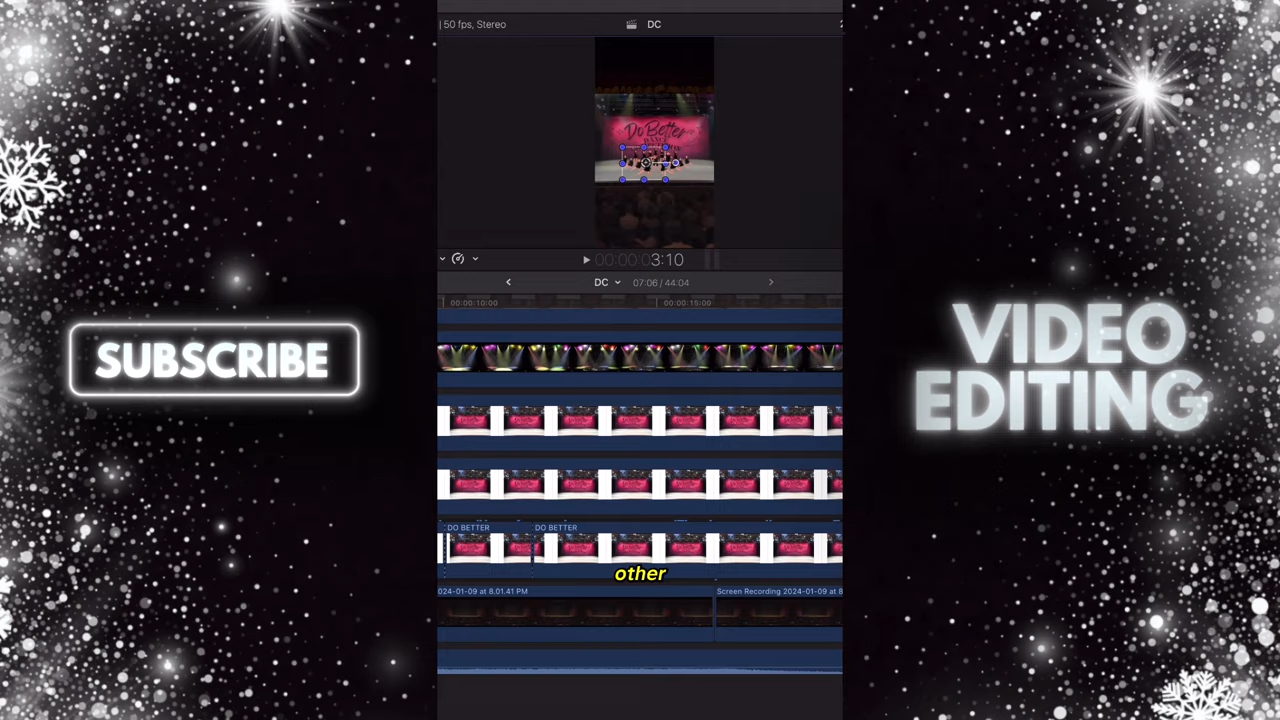 50 fps, Stereo
DC
Do Better
DANCE
00:00:03:10
DC
07:06 / 44:04
00:00:10:00
00:00:15:00
SUBSCRIBE
VIDEO
EDITING
DO BETTER
DO BETTER
other
024-01-09 at 8.01.41 PM
Screen Recording 2024-01-09 at 8